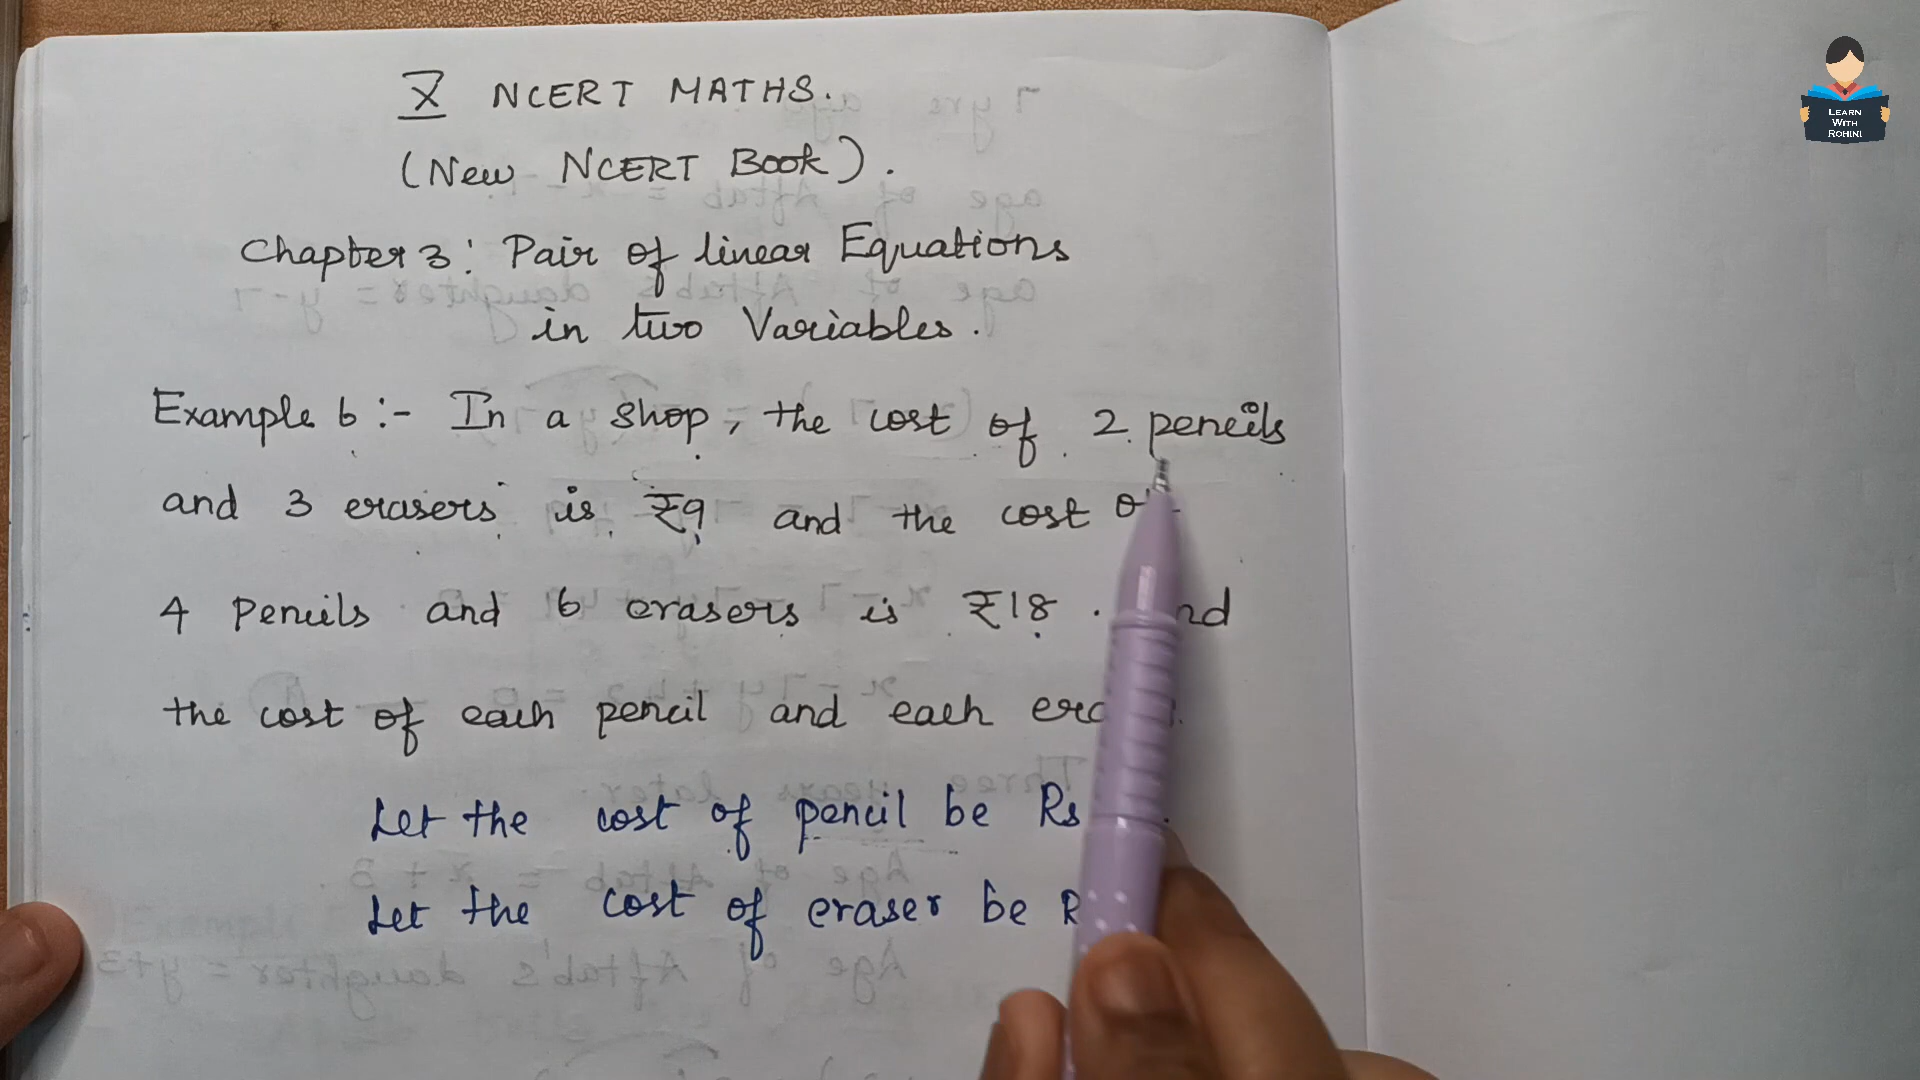 X NCERT MATHS.
(New NCERT Book).
Chapter 3: Pair of linear Equations
in two Variables.
Example 6 :- In a shop, the cost of 2 pencils
and 3 erasers is ₹9 and the cost
4 pencils and 6 erasers is ₹18.
the cost of each pencil and each
Let the cost of pencil be Rs
Let the cost of eraser be
LEARN
WITH
ROHINI